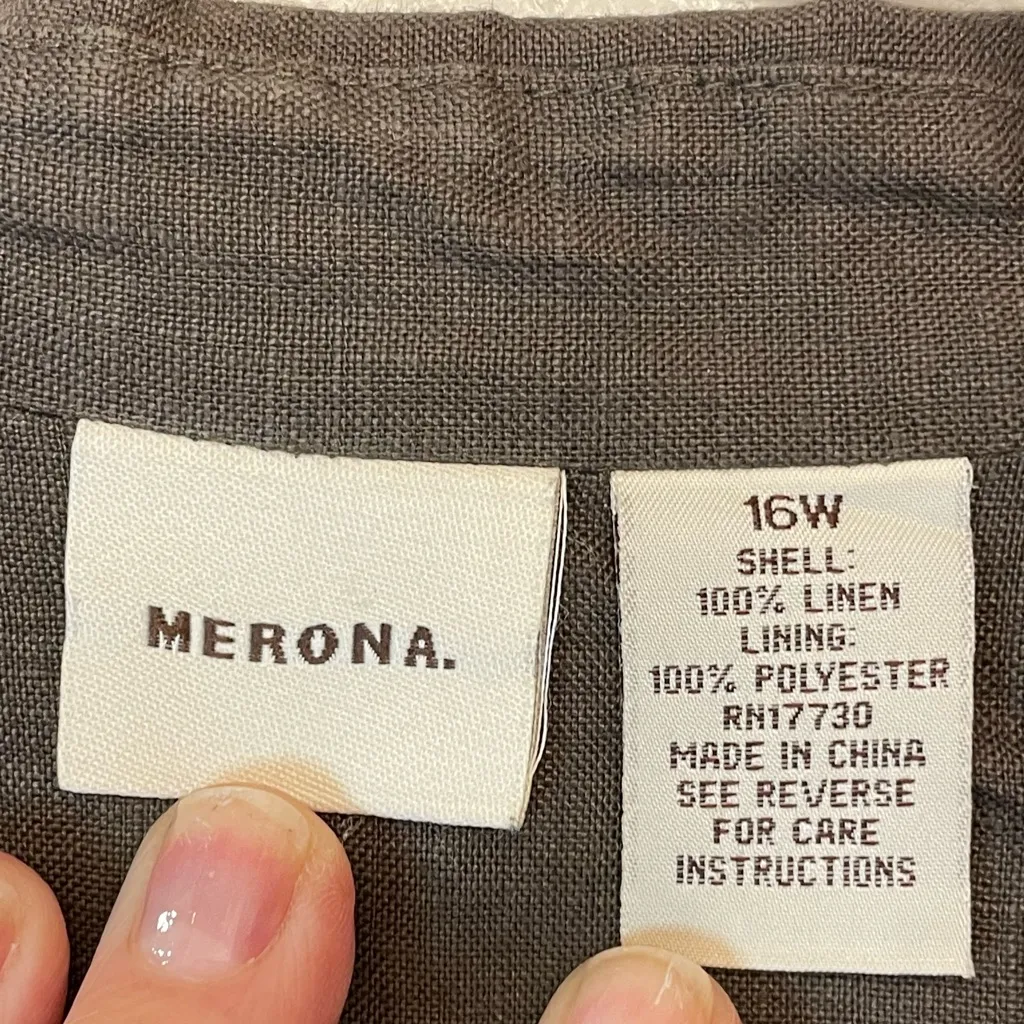 MERONA.
16W
SHELL:
100% LINEN
LINING:
100% POLYESTER
RN17730
MADE IN CHINA
SEE REVERSE
FOR CARE
INSTRUCTIONS